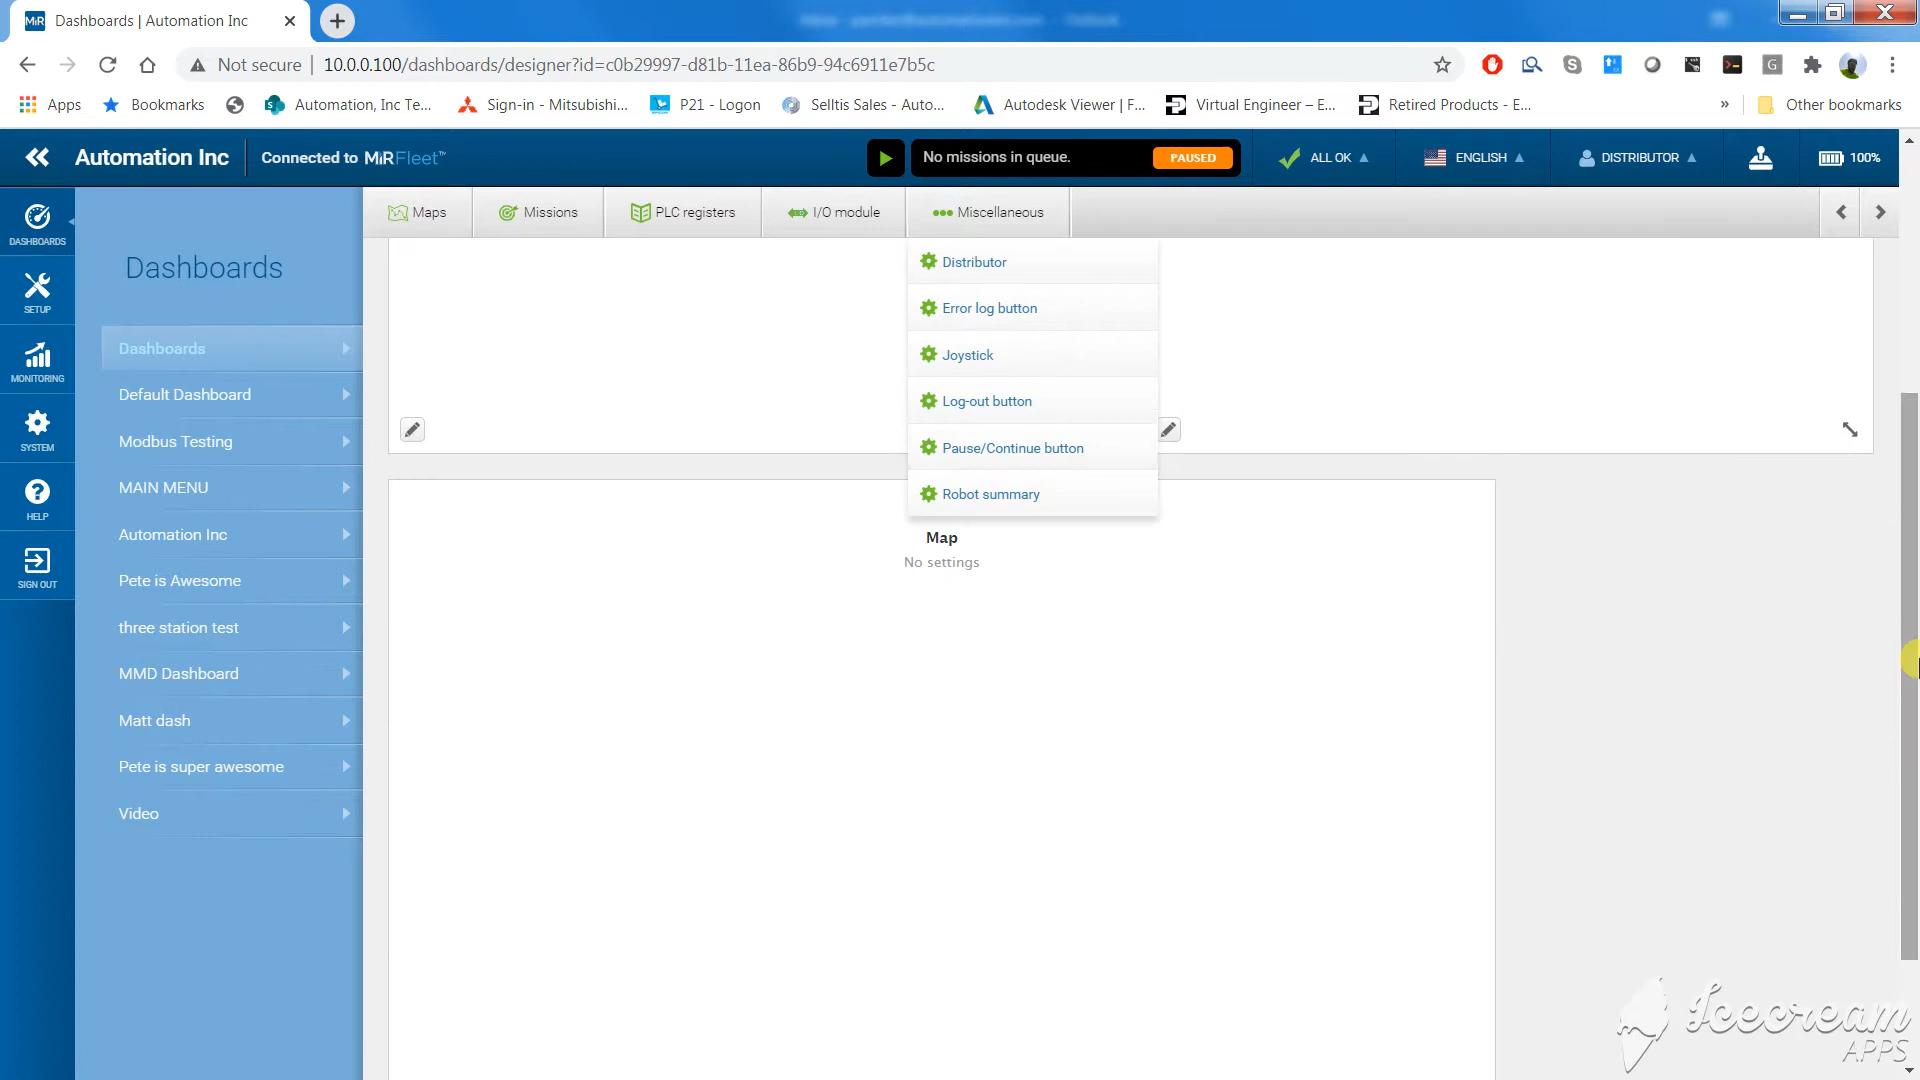 MiR Dashboards | Automation Inc
Not secure 10.0.0.100/dashboards/designer?id=c0b29997-d81b-11ea-86b9-94c6911e7b5c
Apps Bookmarks Automation, Inc Te... Sign-in - Mitsubishi... P21 - Logon Selltis Sales - Auto... Autodesk Viewer | F... Virtual Engineer – E... Retired Products - E... » Other bookmarks
Automation Inc Connected to MiRFleet™ No missions in queue. PAUSED ALL OK ENGLISH DISTRIBUTOR 100%
Maps Missions PLC registers I/O module Miscellaneous
DASHBOARDS
SETUP
MONITORING
SYSTEM
HELP
SIGN OUT
Dashboards
Dashboards
Default Dashboard
Modbus Testing
MAIN MENU
Automation Inc
Pete is Awesome
three station test
MMD Dashboard
Matt dash
Pete is super awesome
Video
Distributor
Error log button
Joystick
Log-out button
Pause/Continue button
Robot summary
Map
No settings
Icecream
APPS